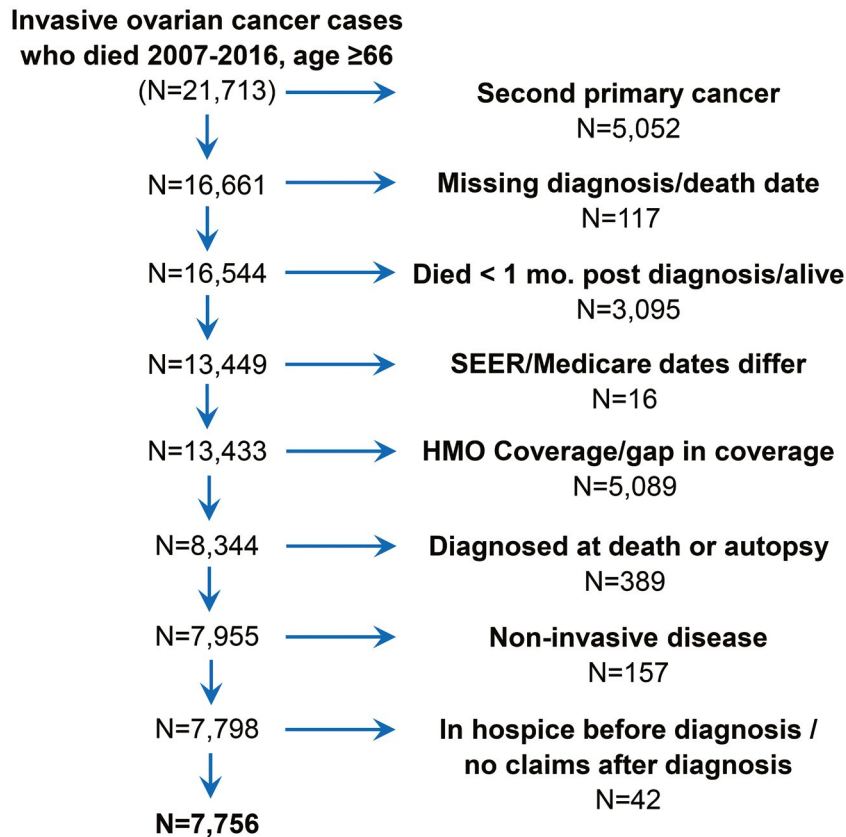 Invasive ovarian cancer cases
who died 2007-2016, age ≥66
(N=21,713)
Second primary cancer
N=5,052
N=16,661
Missing diagnosis/death date
N=117
N=16,544
Died < 1 mo. post diagnosis/alive
N=3,095
N=13,449
SEER/Medicare dates differ
N=16
N=13,433
HMO Coverage/gap in coverage
N=5,089
N=8,344
Diagnosed at death or autopsy
N=389
N=7,955
Non-invasive disease
N=157
N=7,798
In hospice before diagnosis /
no claims after diagnosis
N=42
N=7,756